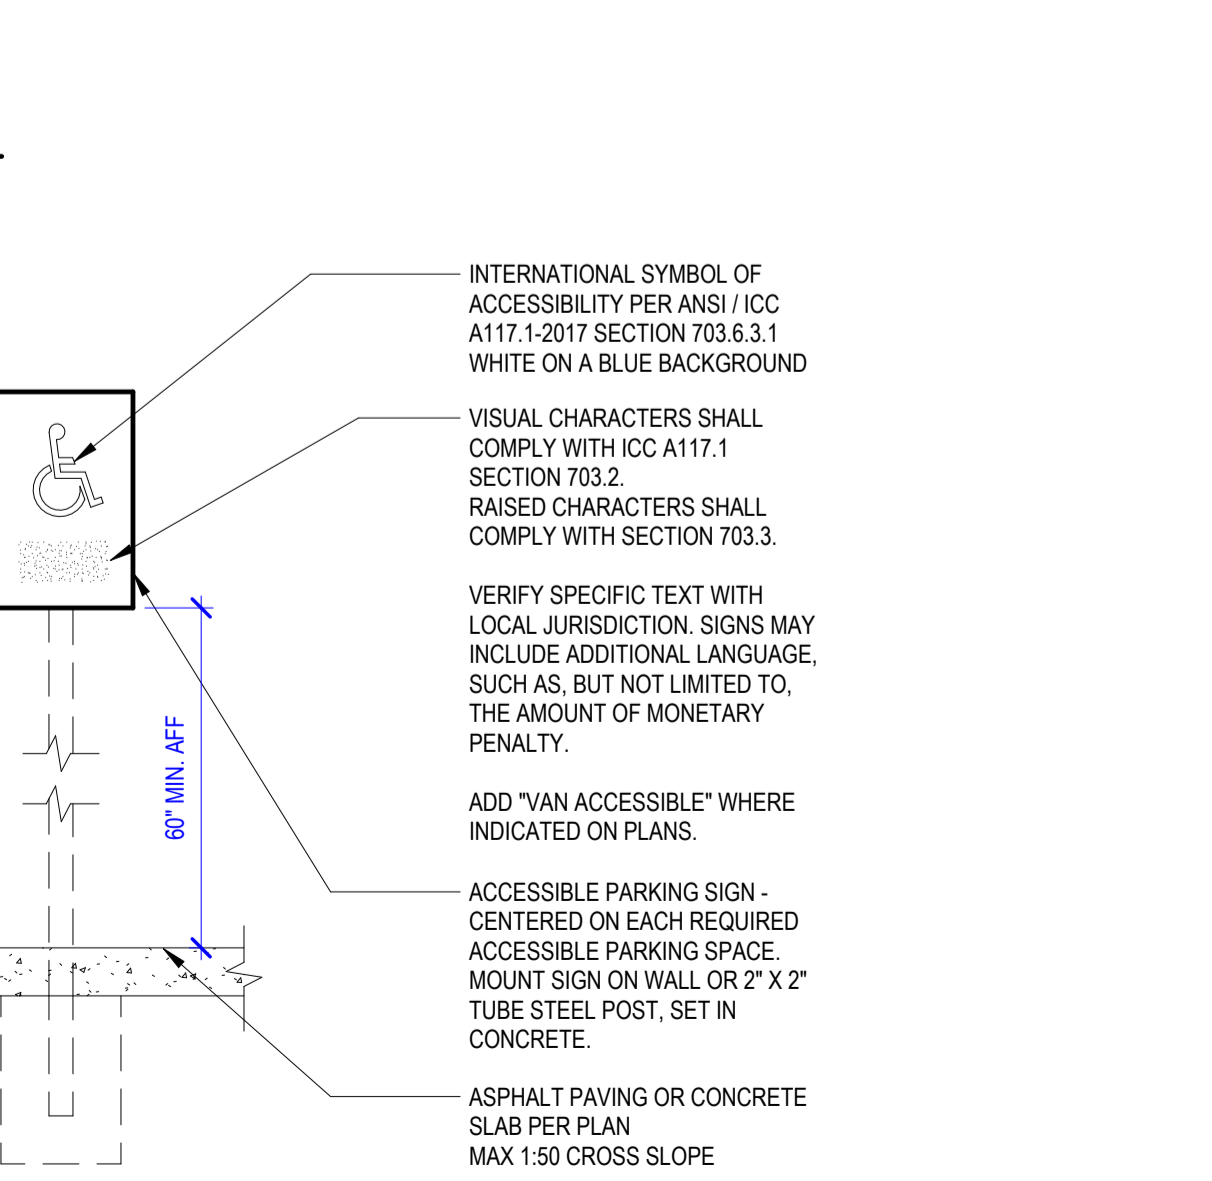 INTERNATIONAL SYMBOL OF
ACCESSIBILITY PER ANSI / ICC
A117.1-2017 SECTION 703.6.3.1
WHITE ON A BLUE BACKGROUND
VISUAL CHARACTERS SHALL
COMPLY WITH ICC A117.1
SECTION 703.2.
RAISED CHARACTERS SHALL
COMPLY WITH SECTION 703.3.
VERIFY SPECIFIC TEXT WITH
LOCAL JURISDICTION. SIGNS MAY
INCLUDE ADDITIONAL LANGUAGE,
SUCH AS, BUT NOT LIMITED TO,
THE AMOUNT OF MONETARY
PENALTY.
ADD "VAN ACCESSIBLE" WHERE
INDICATED ON PLANS.
60" MIN. AFF
ACCESSIBLE PARKING SIGN -
CENTERED ON EACH REQUIRED
ACCESSIBLE PARKING SPACE.
MOUNT SIGN ON WALL OR 2" X 2"
TUBE STEEL POST, SET IN
CONCRETE.
ASPHALT PAVING OR CONCRETE
SLAB PER PLAN
MAX 1:50 CROSS SLOPE